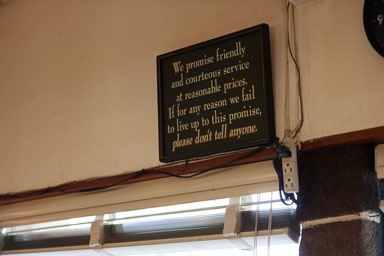 We promise friendly
and courteous service
at reasonable prices.
If for any reason we fail
to live up to this promise,
please don't tell anyone.